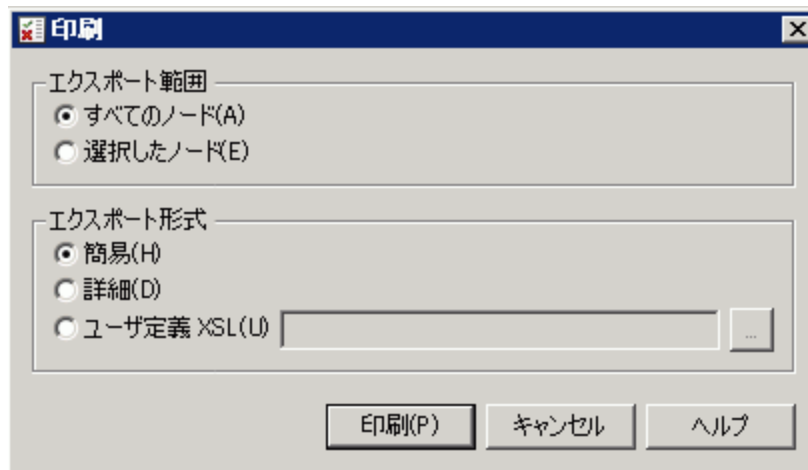 印刷
エクスポート範囲
すべてのノード(A)
選択したノード(E)
エクスポート形式
簡易(H)
詳細(D)
ユーザ定義 XSL(U)
...
印刷(P)
キャンセル
ヘルプ